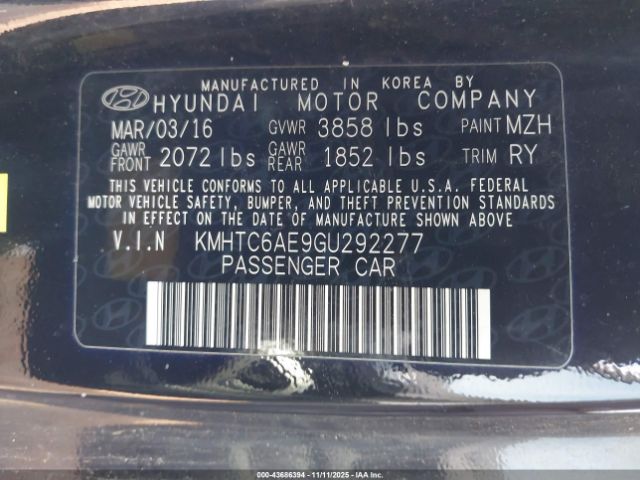 MANUFACTURED IN KOREA BY
HYUNDAI MOTOR COMPANY
MAR/03/16 GVWR 3858 lbs PAINT MZH
GAWR FRONT 2072 lbs GAWR REAR 1852 lbs TRIM RY
THIS VEHICLE CONFORMS TO ALL APPLICABLE U.S.A. FEDERAL
MOTOR VEHICLE SAFETY, BUMPER, AND THEFT PREVENTION STANDARDS
IN EFFECT ON THE DATE OF MANUFACTURE SHOWN ABOVE
V.I.N KMHTC6AE9GU292277
PASSENGER CAR
000-43686394 - 11/11/2025 - IAAI.COM